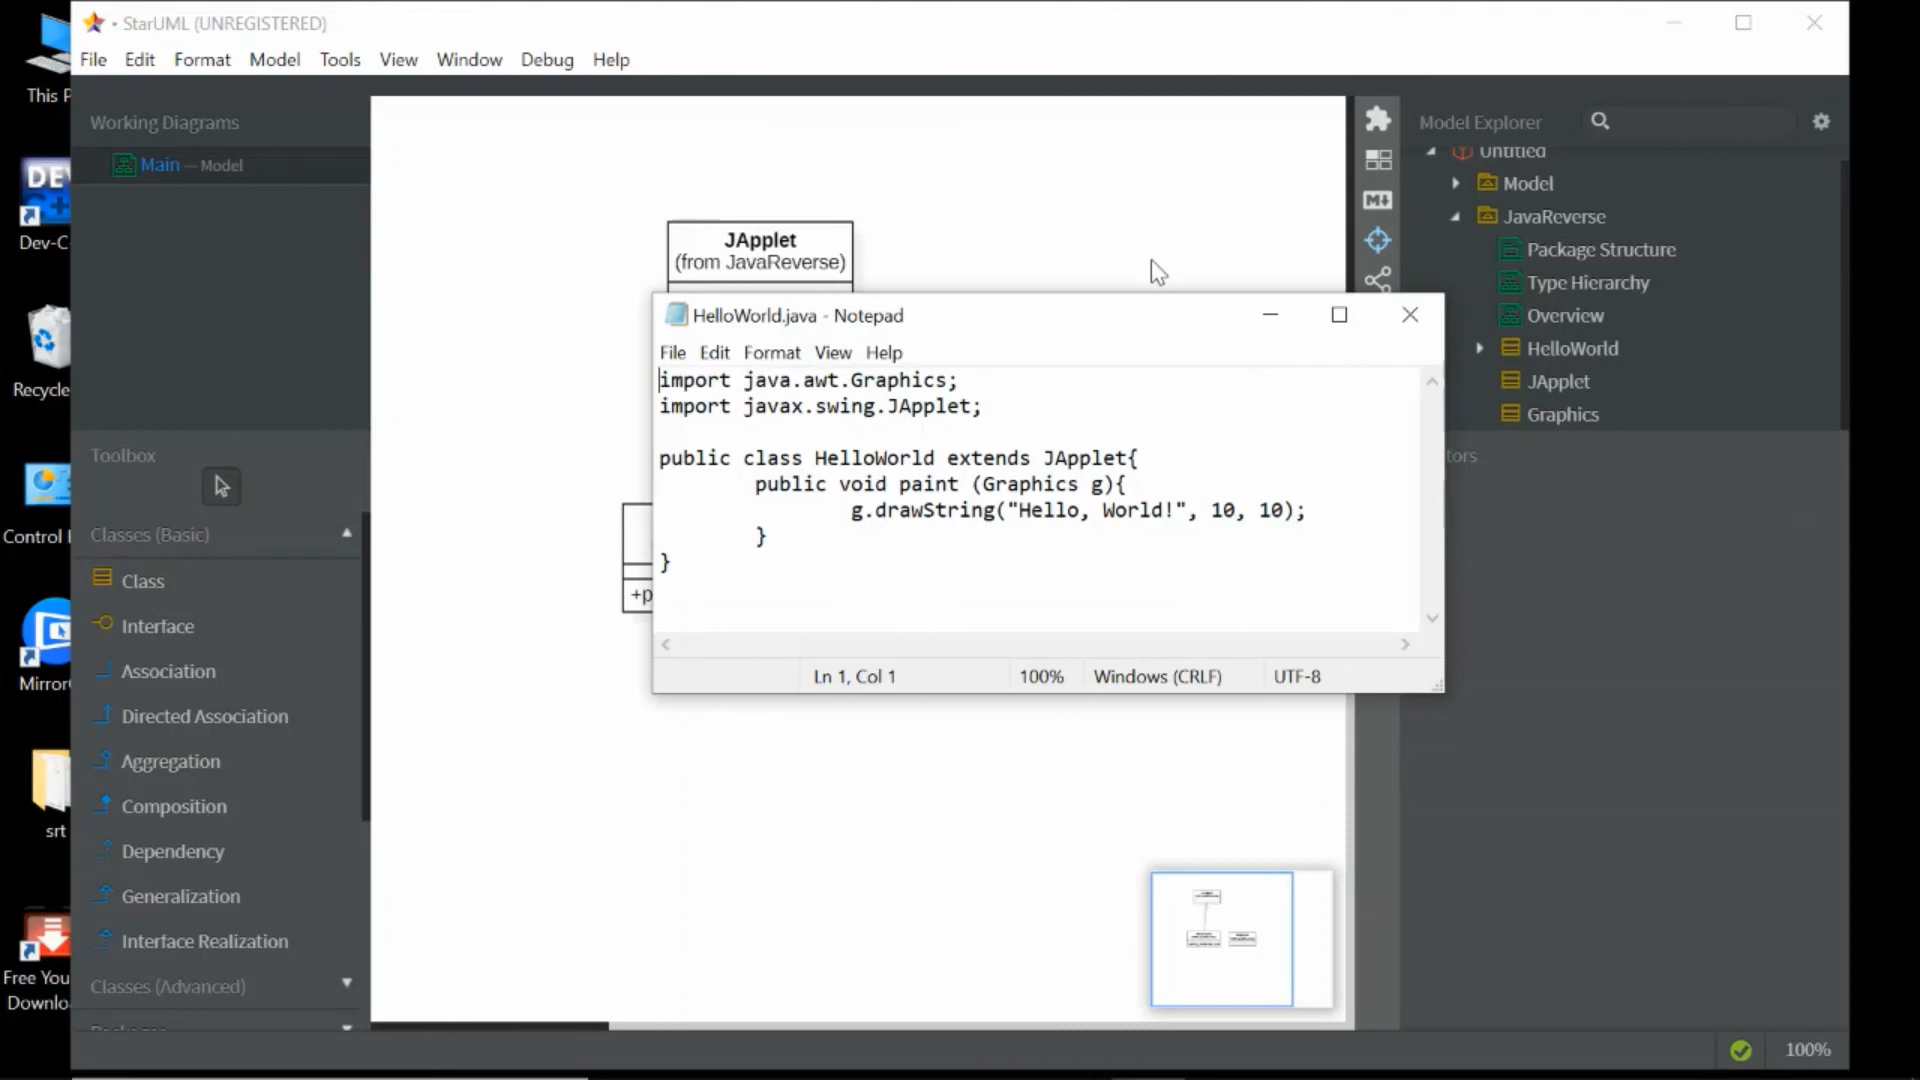 • StarUML (UNREGISTERED)
File Edit Format Model Tools View Window Debug Help
This P
DEV
C+
Dev-C
Recycle
Control
Mirror
srt
Free You
Downlo
Working Diagrams
Main — Model
Toolbox
Classes (Basic)
Class
Interface
Association
Directed Association
Aggregation
Composition
Dependency
Generalization
Interface Realization
Classes (Advanced)
JApplet
(from JavaReverse)
+p
HelloWorld.java - Notepad
File Edit Format View Help
import java.awt.Graphics;
import javax.swing.JApplet;
public class HelloWorld extends JApplet{
public void paint (Graphics g){
g.drawString("Hello, World!", 10, 10);
}
}
Ln 1, Col 1 100% Windows (CRLF) UTF-8
Model Explorer
Untitled
Model
JavaReverse
Package Structure
Type Hierarchy
Overview
HelloWorld
JApplet
Graphics
tors
100%